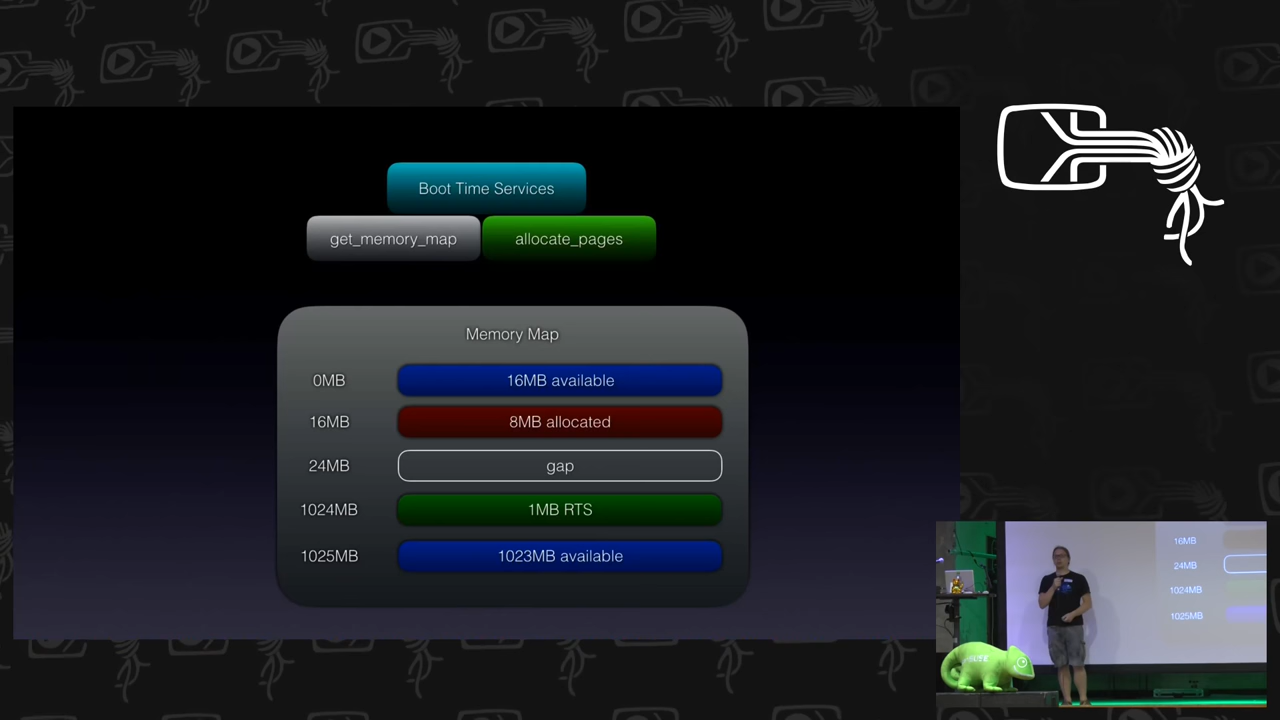 Boot Time Services
get_memory_map
allocate_pages
Memory Map
0MB
16MB available
16MB
8MB allocated
24MB
gap
1024MB
1MB RTS
1025MB
1023MB available
16MB
24MB
1024MB
1025MB